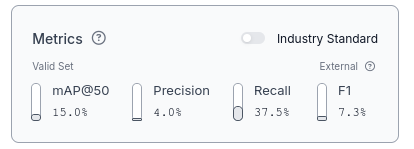 Metrics ? Industry Standard
Valid Set External ?
mAP@50 Precision Recall F1
15.0% 4.0% 37.5% 7.3%